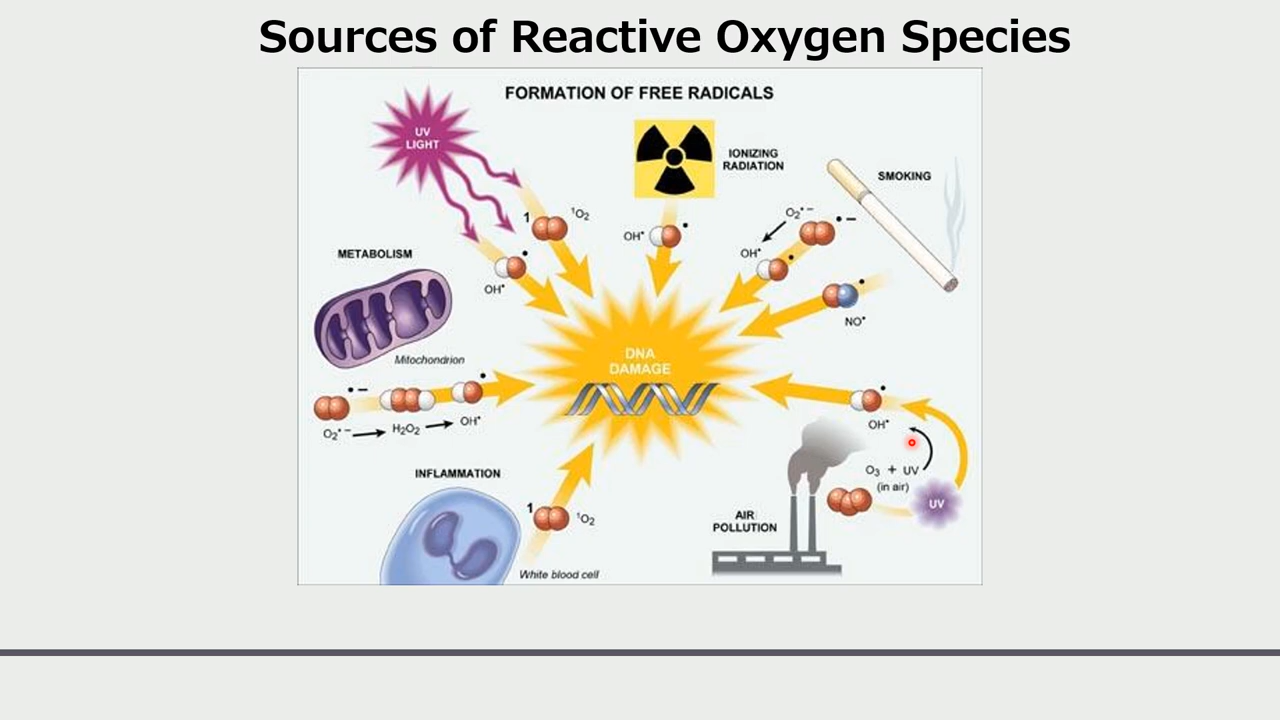 Sources of Reactive Oxygen Species
FORMATION OF FREE RADICALS
UV
LIGHT
IONIZING
RADIATION
SMOKING
1
¹O₂
OH•
O₂•−
•−
OH•
METABOLISM
OH•
NO•
Mitochondrion
DNA
DAMAGE
•−
O₂•−
H₂O₂
OH•
OH•
O₃ + UV
(in air)
UV
INFLAMMATION
1
¹O₂
AIR
POLLUTION
White blood cell